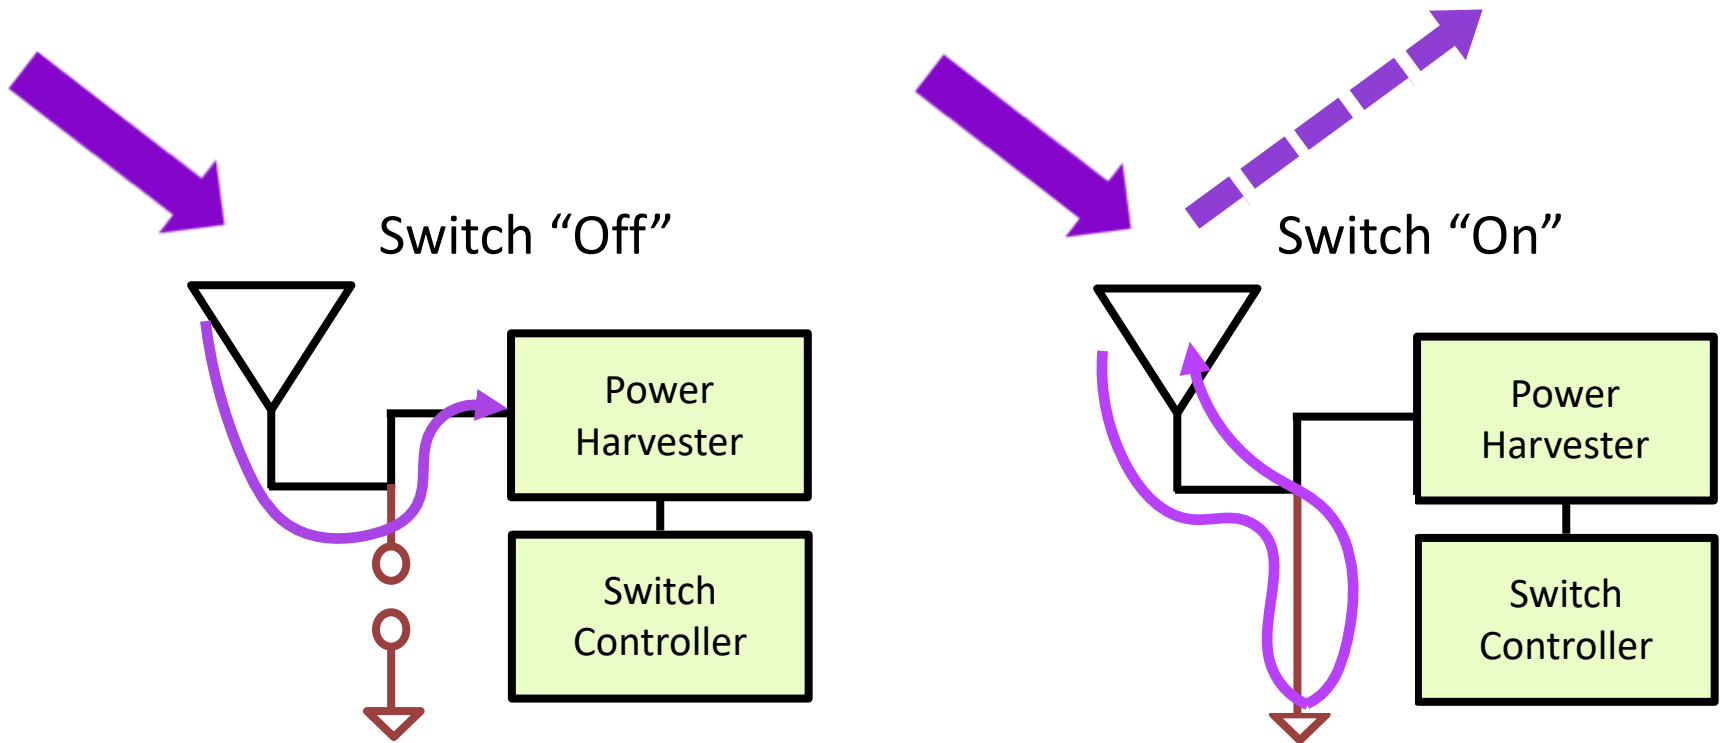 Switch “Off”
Power
Harvester
Switch
Controller
Switch “On”
Power
Harvester
Switch
Controller